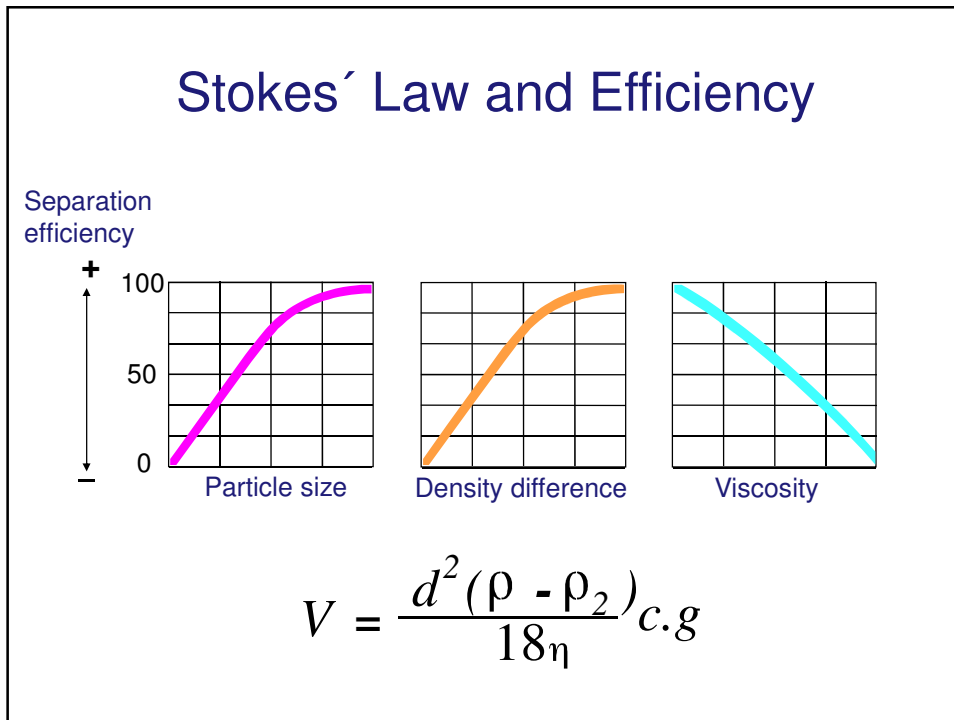 Stokes´ Law and Efficiency
Separation
efficiency
+
100
50
0
–
Particle size
Density difference
Viscosity
V = d²(ρ - ρ₂)/18η c.g